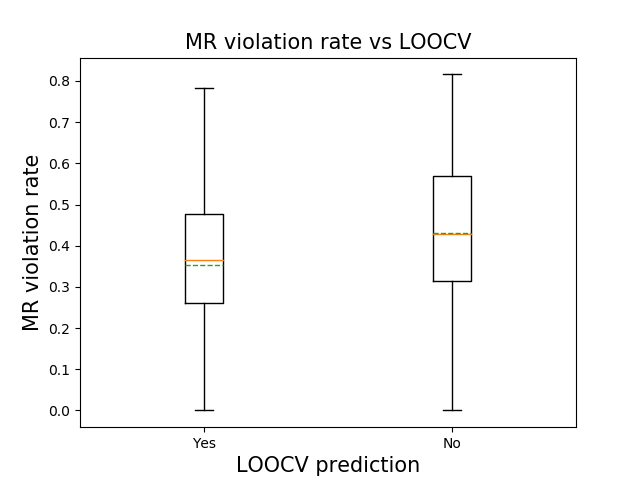 MR violation rate vs LOOCV
MR violation rate
0.8
0.7
0.6
0.5
0.4
0.3
0.2
0.1
0.0
Yes
No
LOOCV prediction